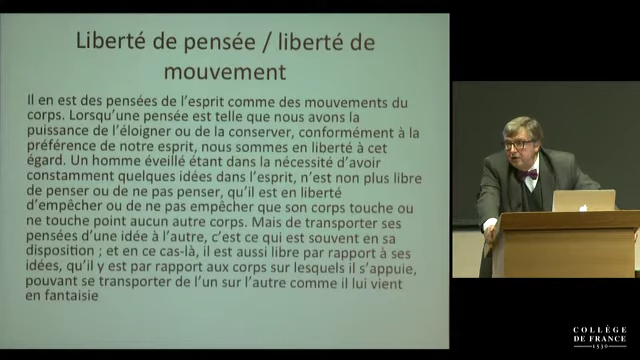 Liberté de pensée / liberté de
mouvement
Il en est des pensées de l'esprit comme des mouvements du
corps. Lorsqu'une pensée est telle que nous avons la
puissance de l'éloigner ou de la conserver, conformément à la
préférence de notre esprit, nous sommes en liberté à cet
égard. Un homme éveillé étant dans la nécessité d'avoir
constamment quelques idées dans l'esprit, n'est non plus libre
de penser ou de ne pas penser, qu'il est en liberté
d'empêcher ou de ne pas empêcher que son corps touche ou
ne touche point aucun autre corps. Mais de transporter ses
pensées d'une idée à l'autre, c'est ce qui est souvent en sa
disposition ; et en ce cas-là, il est aussi libre par rapport à ses
idées, qu'il y est par rapport aux corps sur lesquels il s'appuie,
pouvant se transporter de l'un sur l'autre comme il lui vient
en fantaisie
COLLÈGE
DE FRANCE
1530